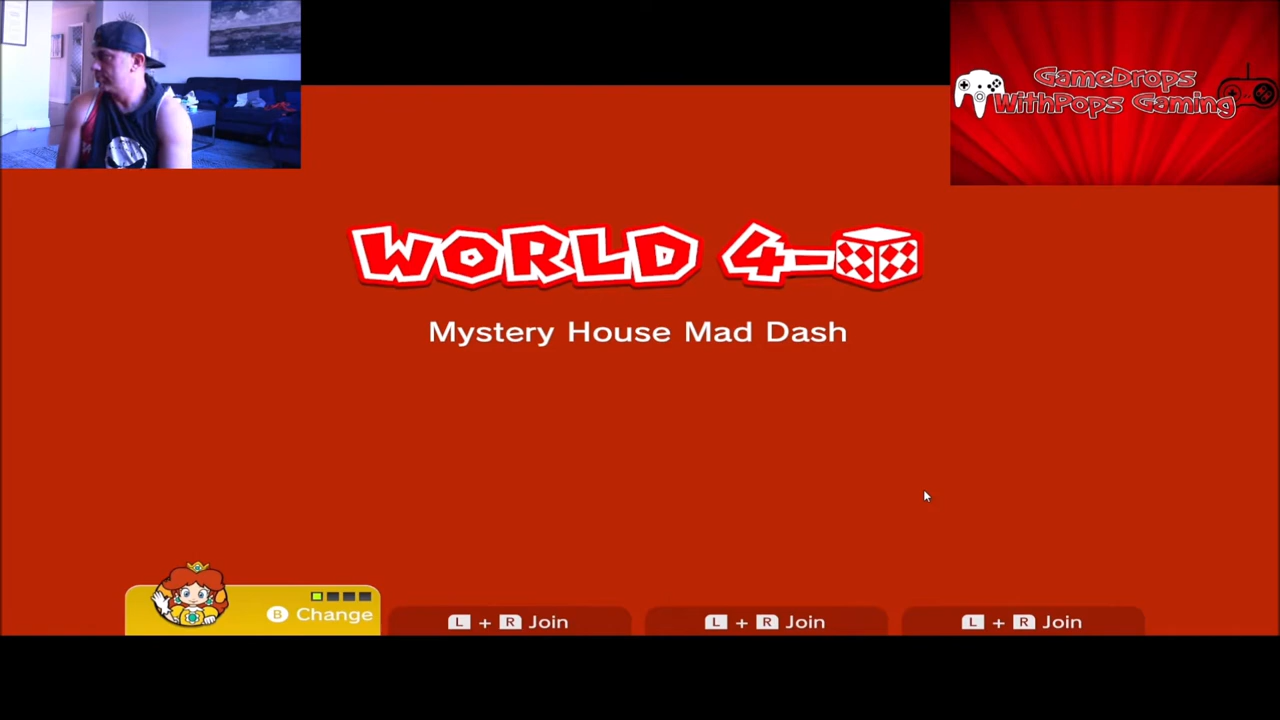 GameDrops
WithPops Gaming
WORLD 4-
Mystery House Mad Dash
B Change
L + R Join
L + R Join
L + R Join